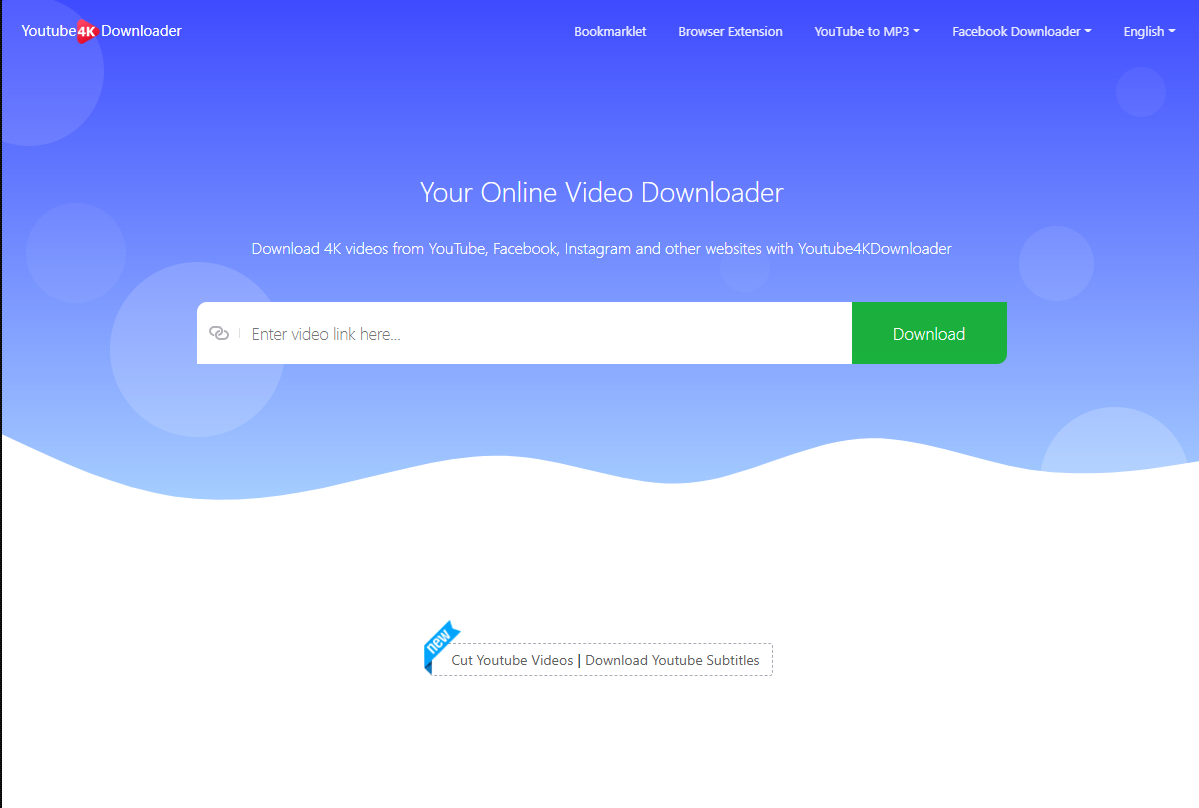 Youtube4K Downloader
Bookmarklet Browser Extension YouTube to MP3 Facebook Downloader English
Your Online Video Downloader
Download 4K videos from YouTube, Facebook, Instagram and other websites with Youtube4KDownloader
Enter video link here... Download
new
Cut Youtube Videos | Download Youtube Subtitles